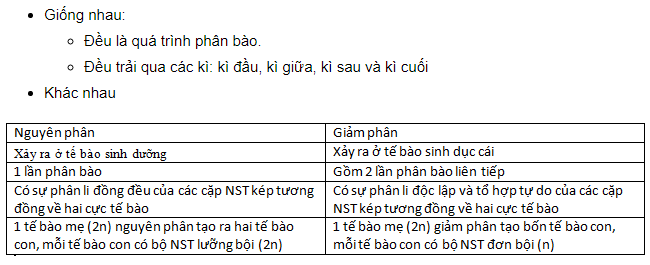 Giống nhau:
Đều là quá trình phân bào.
Đều trải qua các kì: kì đầu, kì giữa, kì sau và kì cuối
Khác nhau
Nguyên phân
Giảm phân
Xảy ra ở tế bào sinh dưỡng
Xảy ra ở tế bào sinh dục cái
1 lần phân bào
Gồm 2 lần phân bào liên tiếp
Có sự phân li đồng đều của các cặp NST kép tương
đồng về hai cực tế bào
Có sự phân li độc lập và tổ hợp tự do của các cặp
NST kép tương đồng về hai cực tế bào
1 tế bào mẹ (2n) nguyên phân tạo ra hai tế bào
con, mỗi tế bào con có bộ NST lưỡng bội (2n)
1 tế bào mẹ (2n) giảm phân tạo bốn tế bào con,
mỗi tế bào con có bộ NST đơn bội (n)